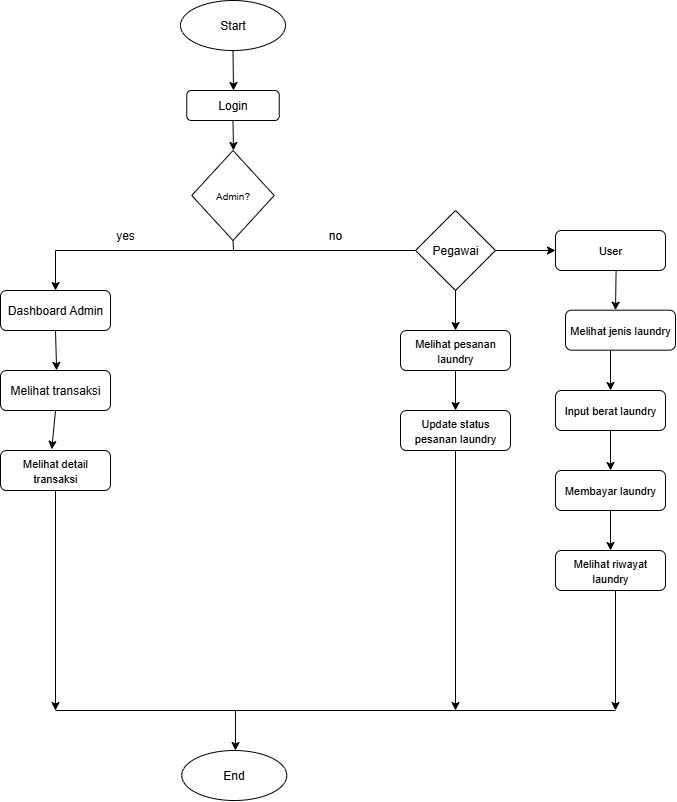 Start
Login
Admin?
yes
no
Pegawai
User
Dashboard Admin
Melihat transaksi
Melihat detail
transaksi
Melihat pesanan
laundry
Update status
pesanan laundry
Melihat jenis laundry
Input berat laundry
Membayar laundry
Melihat riwayat
laundry
End